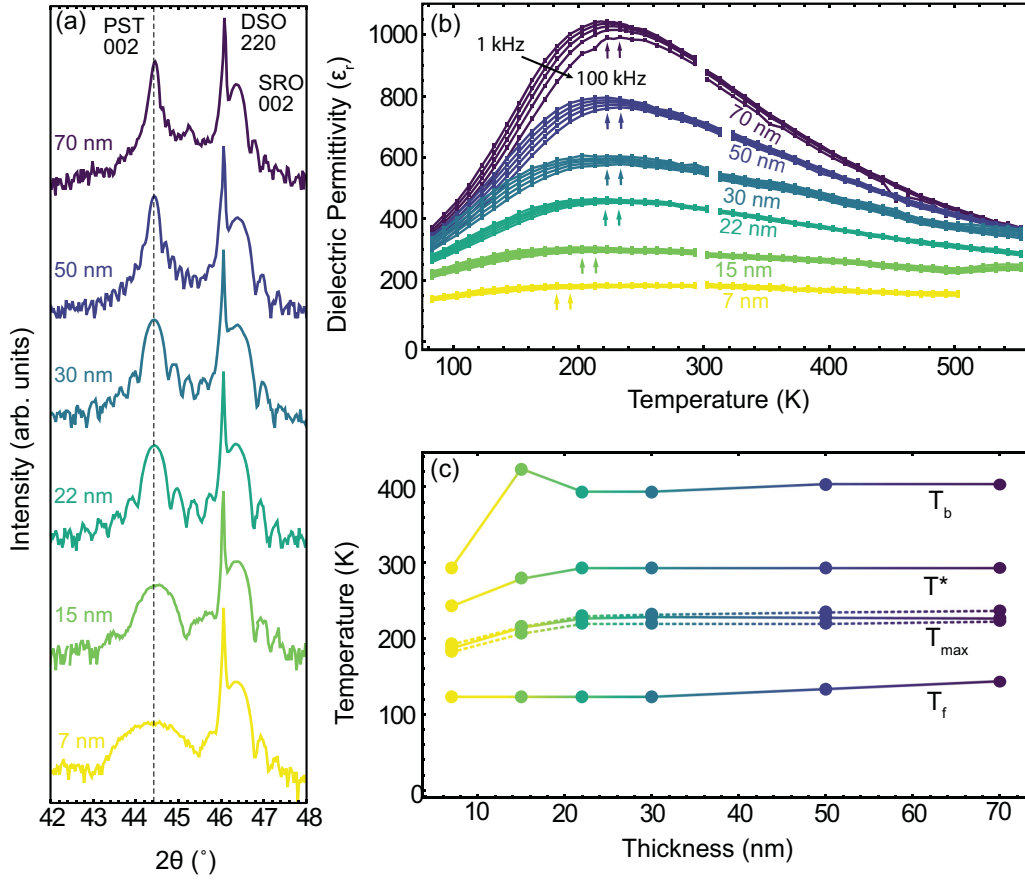 (a)
PST
002
DSO
220
SRO
002
70 nm
50 nm
30 nm
22 nm
15 nm
7 nm
Intensity (arb. units)
42 43 44 45 46 47 48
2θ (°)
(b)
1 kHz
100 kHz
70 nm
50 nm
30 nm
22 nm
15 nm
7 nm
1000
800
600
400
200
0
Dielectric Permittivity (εr)
100 200 300 400 500
Temperature (K)
(c)
Tb
T*
Tmax
Tf
400
300
200
100
0
Temperature (K)
10 20 30 40 50 60 70
Thickness (nm)